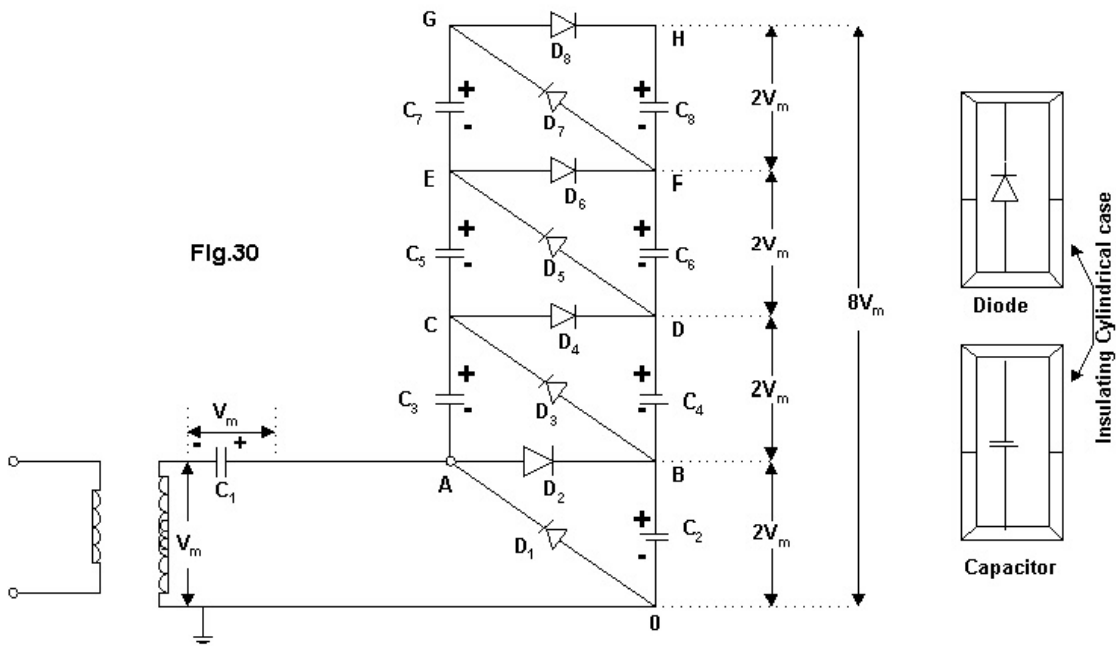 G
D₈
H
+
-
C₇
D₇
+
-
C₈
2Vₘ
E
D₆
F
Fig.30
+
-
C₅
D₅
+
-
C₆
2Vₘ
8Vₘ
C
D₄
D
+
-
C₃
D₃
+
-
C₄
2Vₘ
Vₘ
- +
C₁
A
D₂
B
Vₘ
D₁
+
-
C₂
2Vₘ
0
Diode
Capacitor
Insulating Cylindrical case